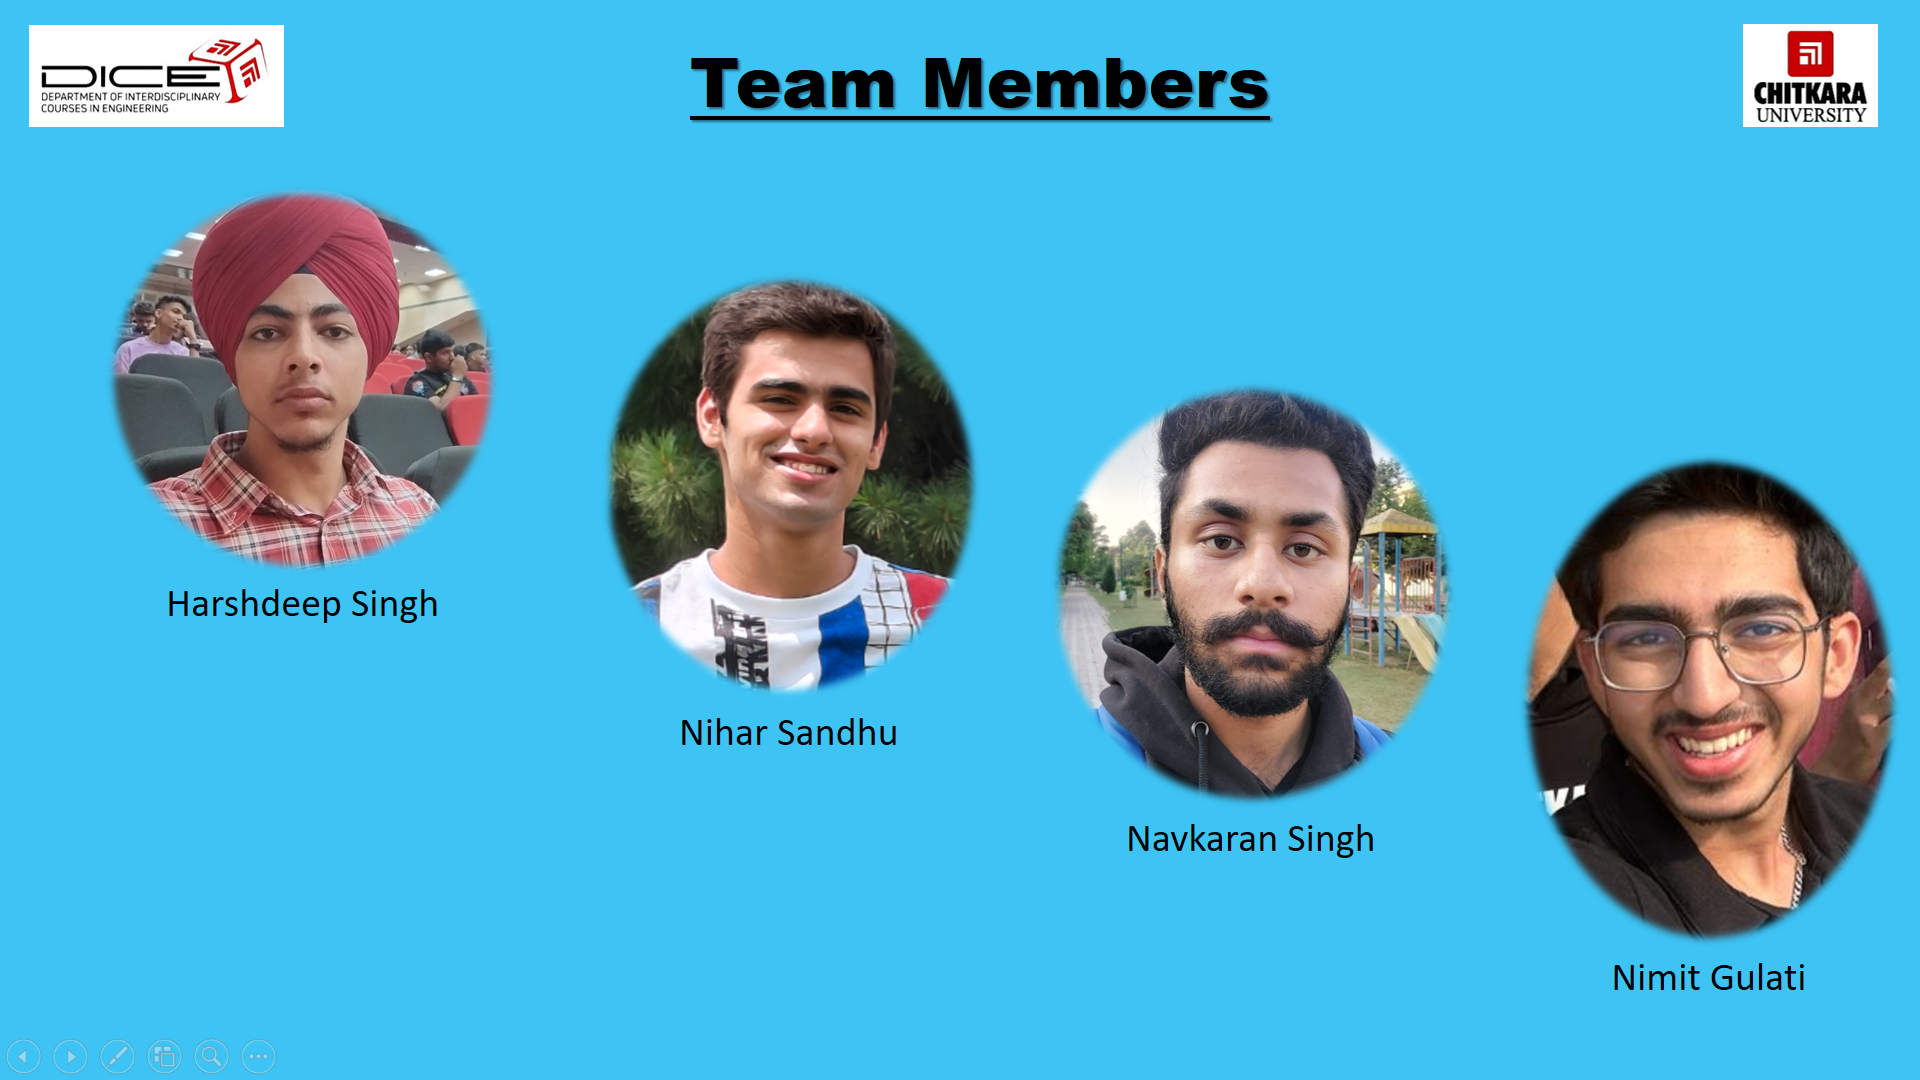 DICE
DEPARTMENT OF INTERDISCIPLINARY
COURSES IN ENGINEERING
Team Members
CHITKARA
UNIVERSITY
Harshdeep Singh
Nihar Sandhu
Navkaran Singh
Nimit Gulati